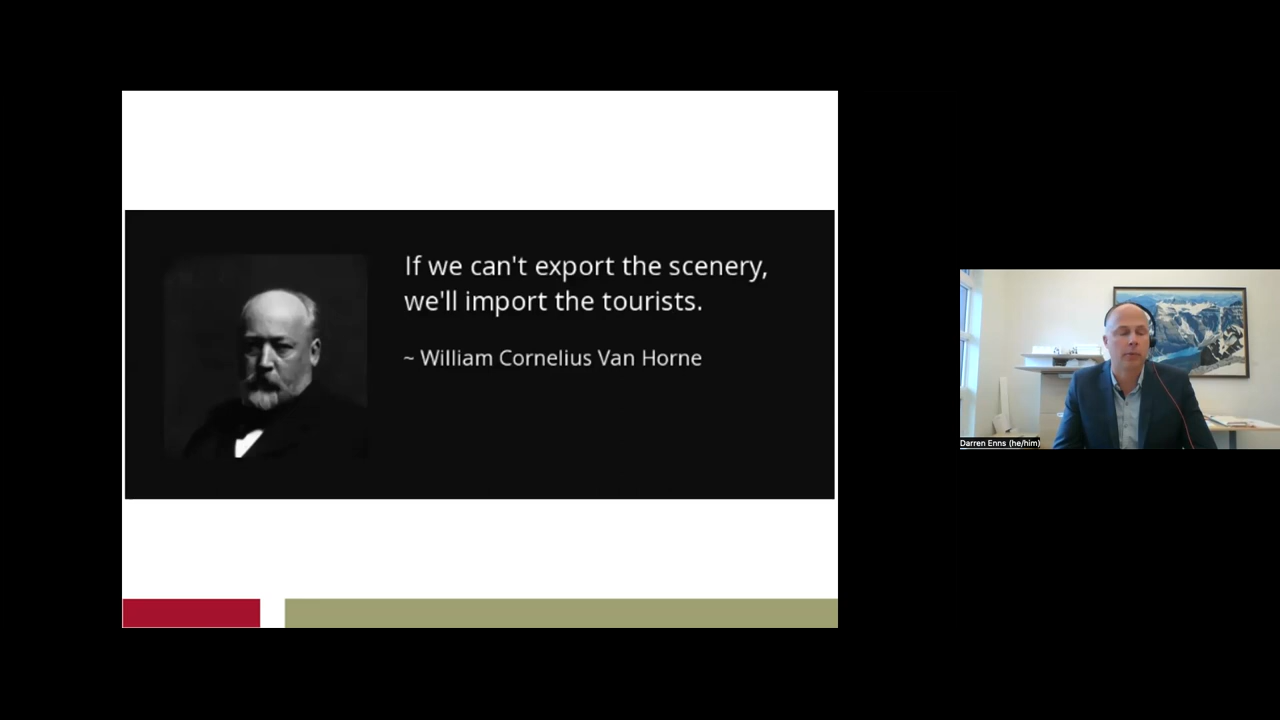 If we can't export the scenery,
we'll import the tourists.
~ William Cornelius Van Horne
Darren Enns (he/him)